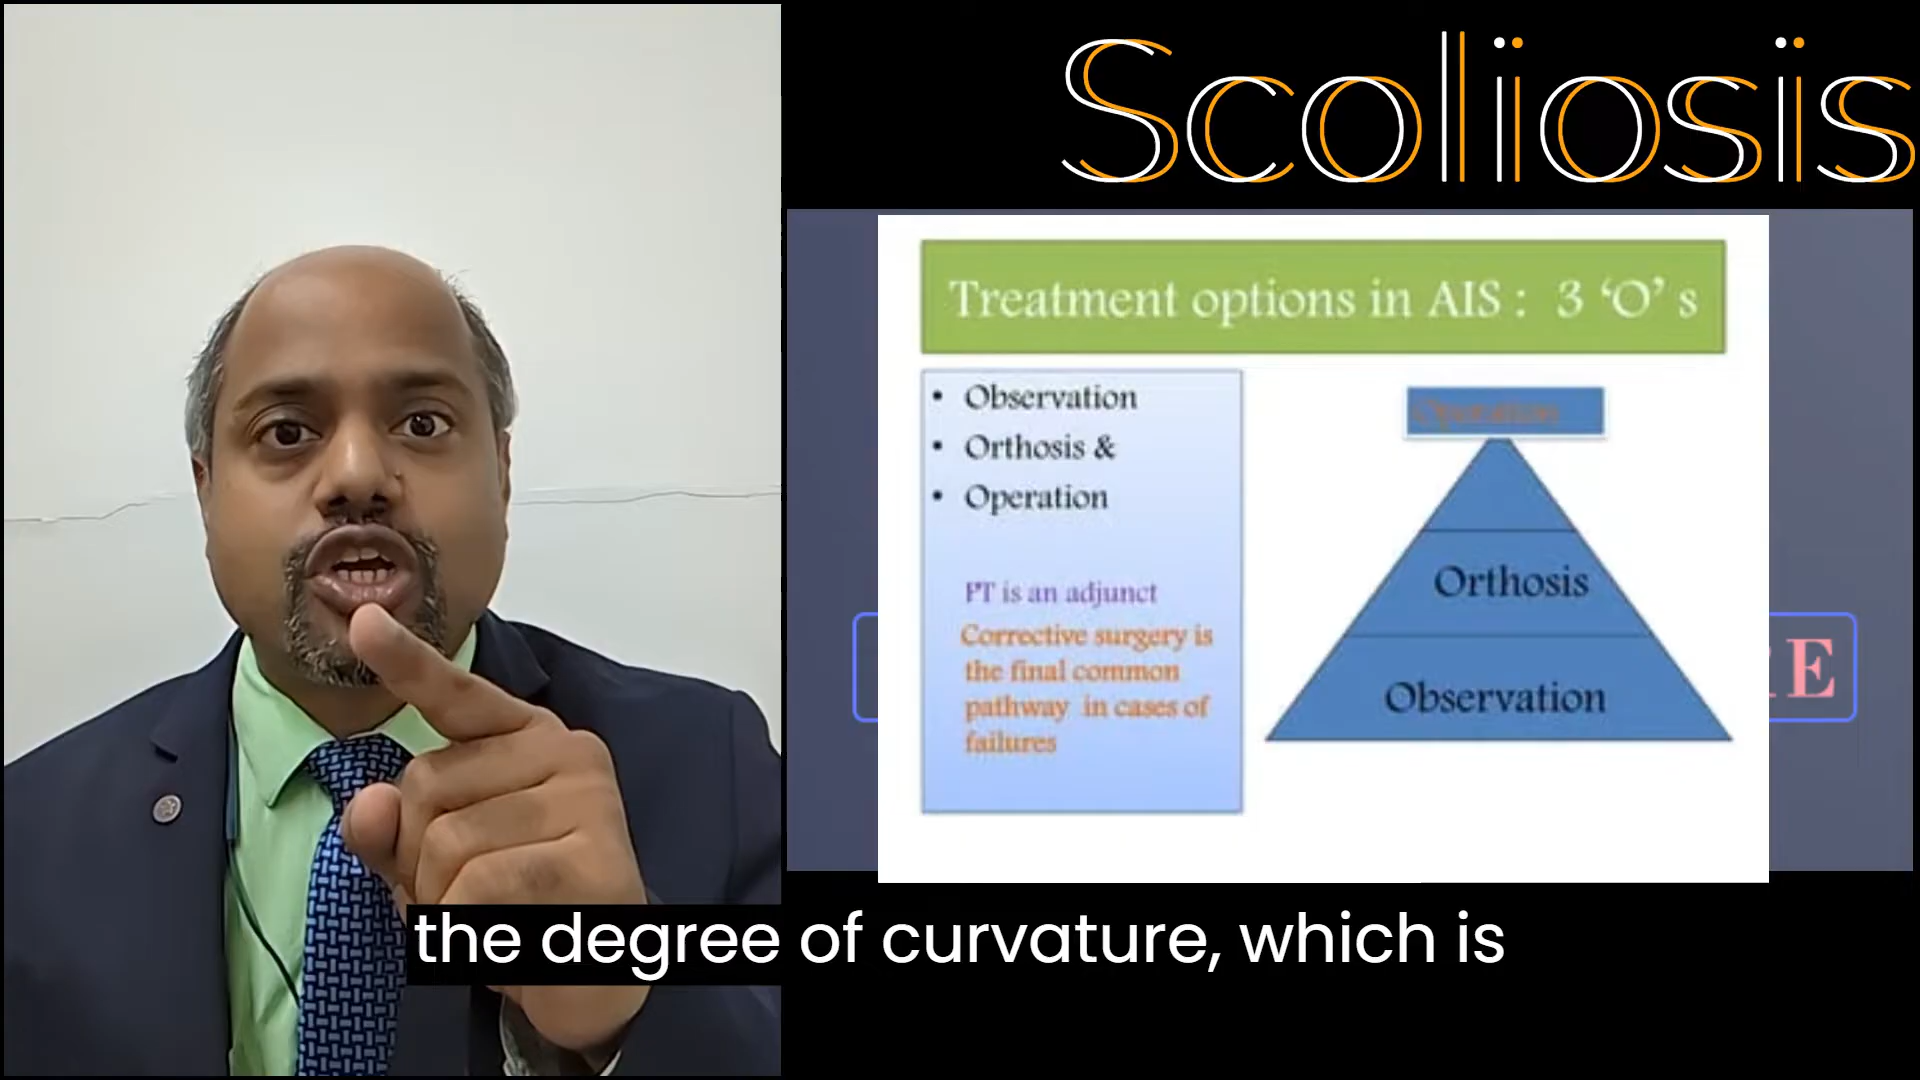 Scoliosis
Treatment options in AIS : 3 ‘O’ s
• Observation
• Orthosis &
• Operation
PT is an adjunct
Corrective surgery is
the final common
pathway in cases of
failures
Operation
Orthosis
Observation
E
the degree of curvature, which is